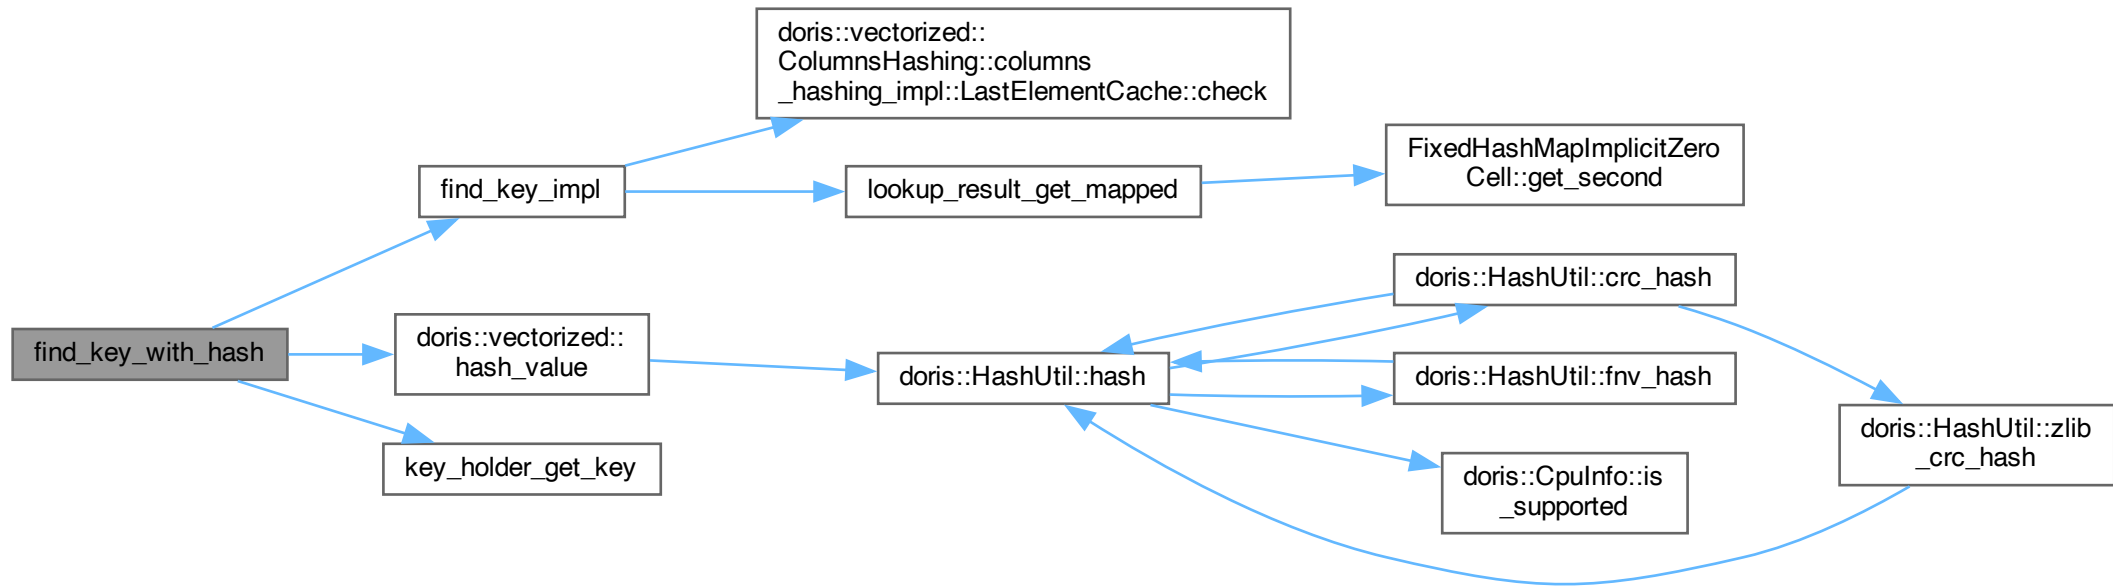 doris::vectorized::
ColumnsHashing::columns
_hashing_impl::LastElementCache::check
FixedHashMapImplicitZero
Cell::get_second
find_key_impl
lookup_result_get_mapped
doris::HashUtil::crc_hash
find_key_with_hash
doris::vectorized::
hash_value
doris::HashUtil::hash
doris::HashUtil::fnv_hash
doris::HashUtil::zlib
_crc_hash
key_holder_get_key
doris::CpuInfo::is
_supported